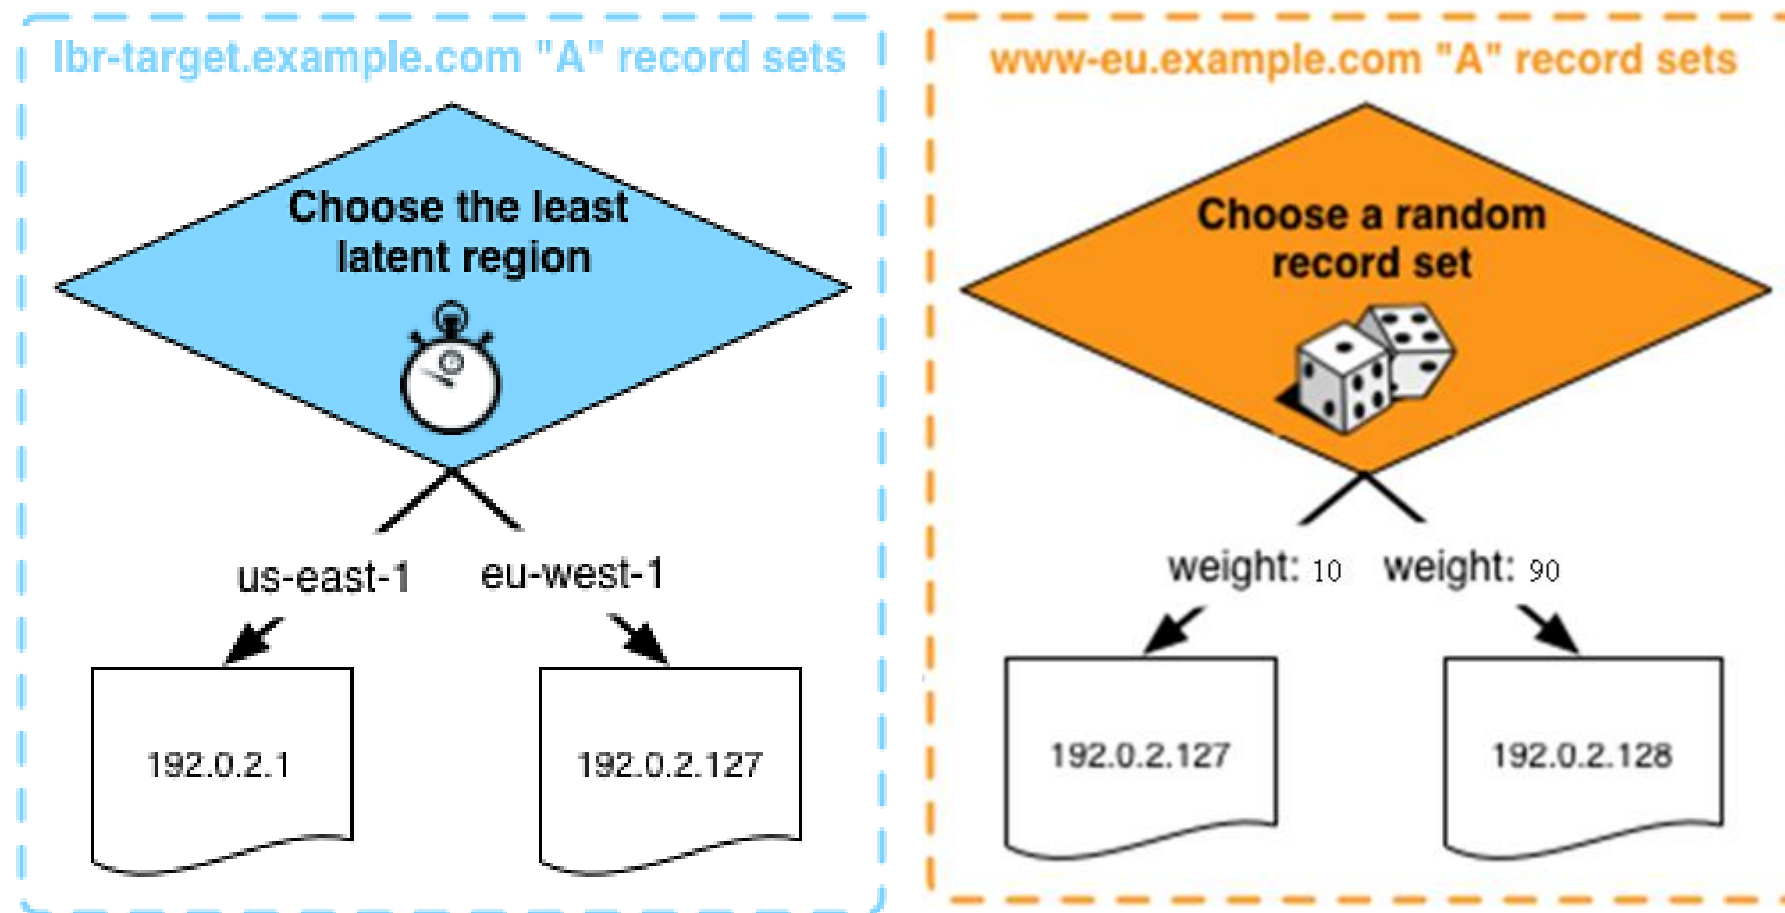 lbr-target.example.com "A" record sets
Choose the least
latent region
us-east-1
eu-west-1
192.0.2.1
192.0.2.127
www-eu.example.com "A" record sets
Choose a random
record set
weight: 10
weight: 90
192.0.2.127
192.0.2.128